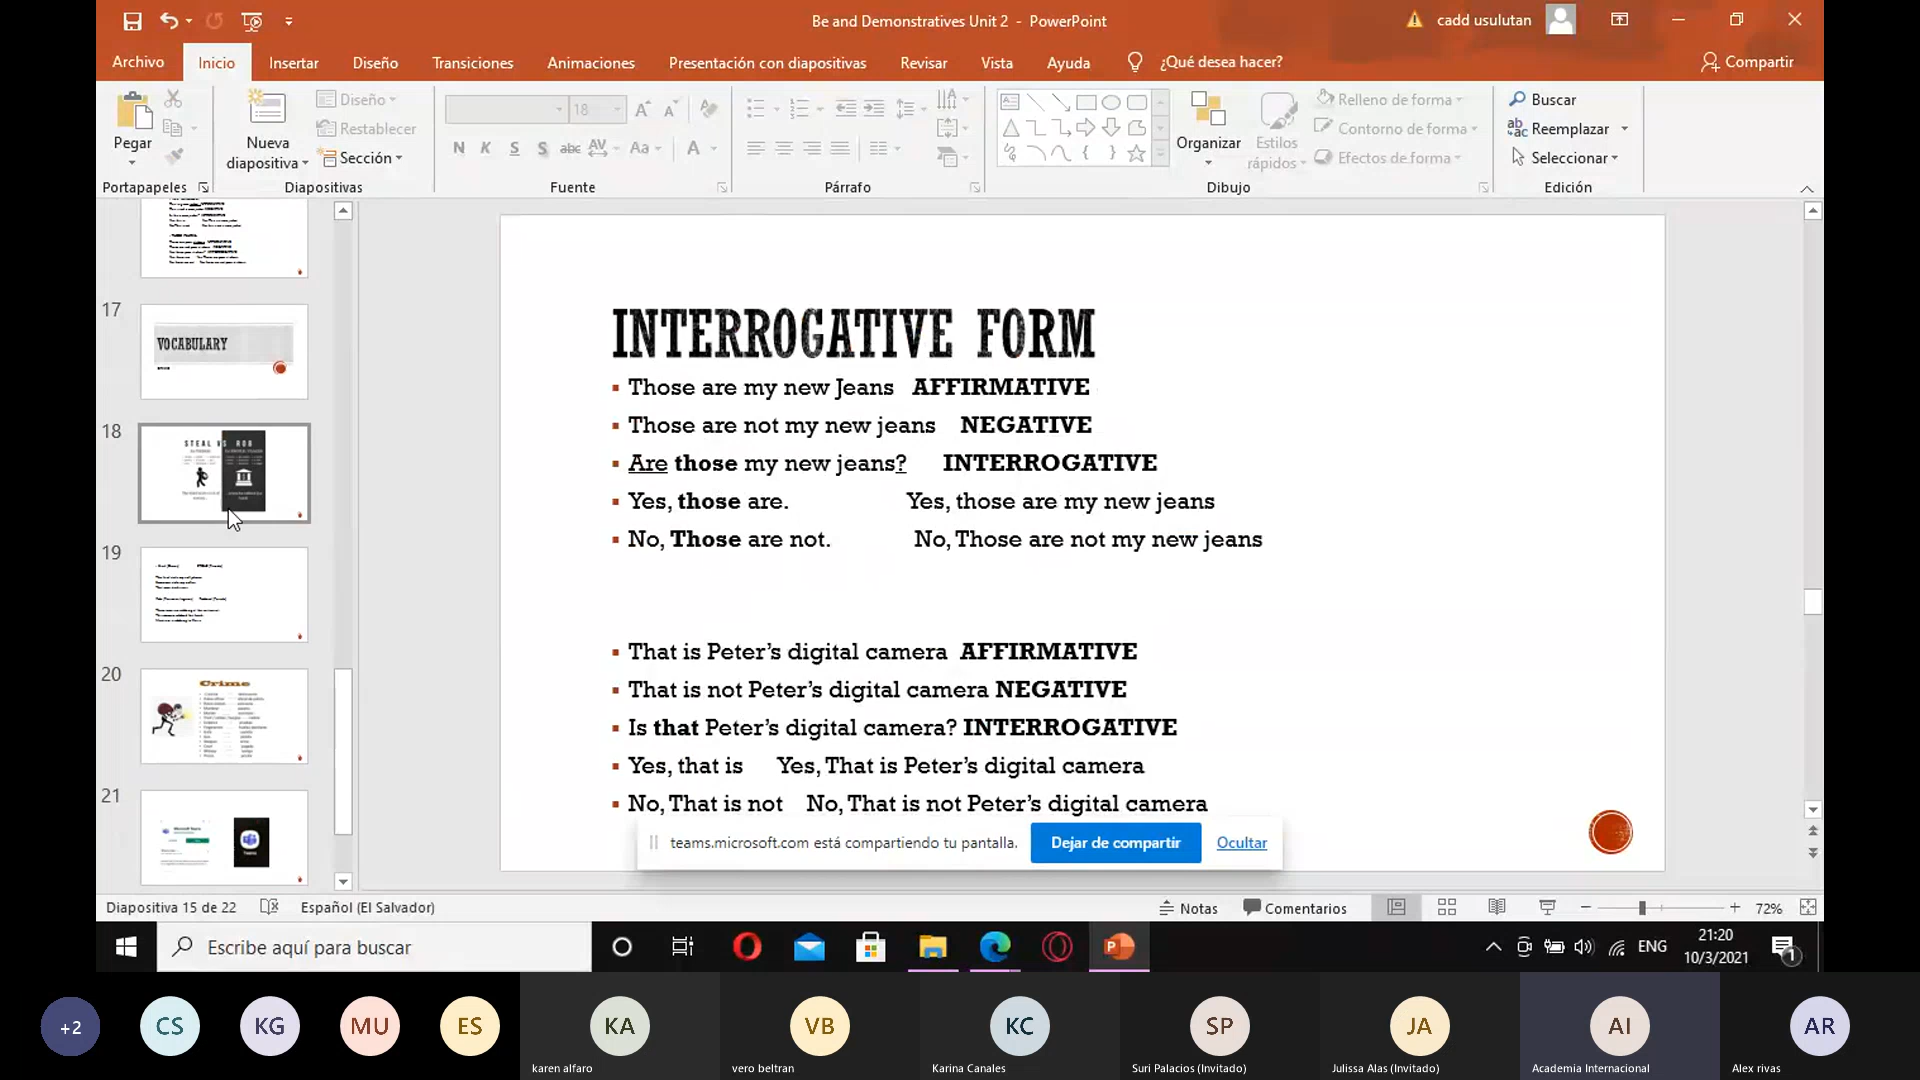 Be and Demonstratives Unit 2 - PowerPoint
cadd usulutan
Archivo Inicio Insertar Diseño Transiciones Animaciones Presentación con diapositivas Revisar Vista Ayuda ¿Qué desea hacer? Compartir
Pegar
Portapapeles
Nueva diapositiva
Diseño
Restablecer
Sección
Diapositivas
18
N K S S abc AV Aa A
Fuente
Párrafo
Organizar
Estilos rápidos
Relleno de forma
Contorno de forma
Efectos de forma
Dibujo
Buscar
Reemplazar
Seleccionar
Edición
17
VOCABULARY
18
STEAL VS ROB
19
20
Crime
21
INTERROGATIVE FORM
Those are my new Jeans AFFIRMATIVE
Those are not my new jeans NEGATIVE
Are those my new jeans? INTERROGATIVE
Yes, those are. Yes, those are my new jeans
No, Those are not. No, Those are not my new jeans
That is Peter’s digital camera AFFIRMATIVE
That is not Peter’s digital camera NEGATIVE
Is that Peter’s digital camera? INTERROGATIVE
Yes, that is Yes, That is Peter’s digital camera
No, That is not No, That is not Peter’s digital camera
teams.microsoft.com está compartiendo tu pantalla. Dejar de compartir Ocultar
Diapositiva 15 de 22 Español (El Salvador) Notas Comentarios 72%
Escribe aquí para buscar
ENG
21:20
10/3/2021
1
+2 CS KG MU ES KA VB KC SP JA AI AR
karen alfaro vero beltran Karina Canales Suri Palacios (Invitado) Julissa Alas (Invitado) Academia Internacional Alex rivas